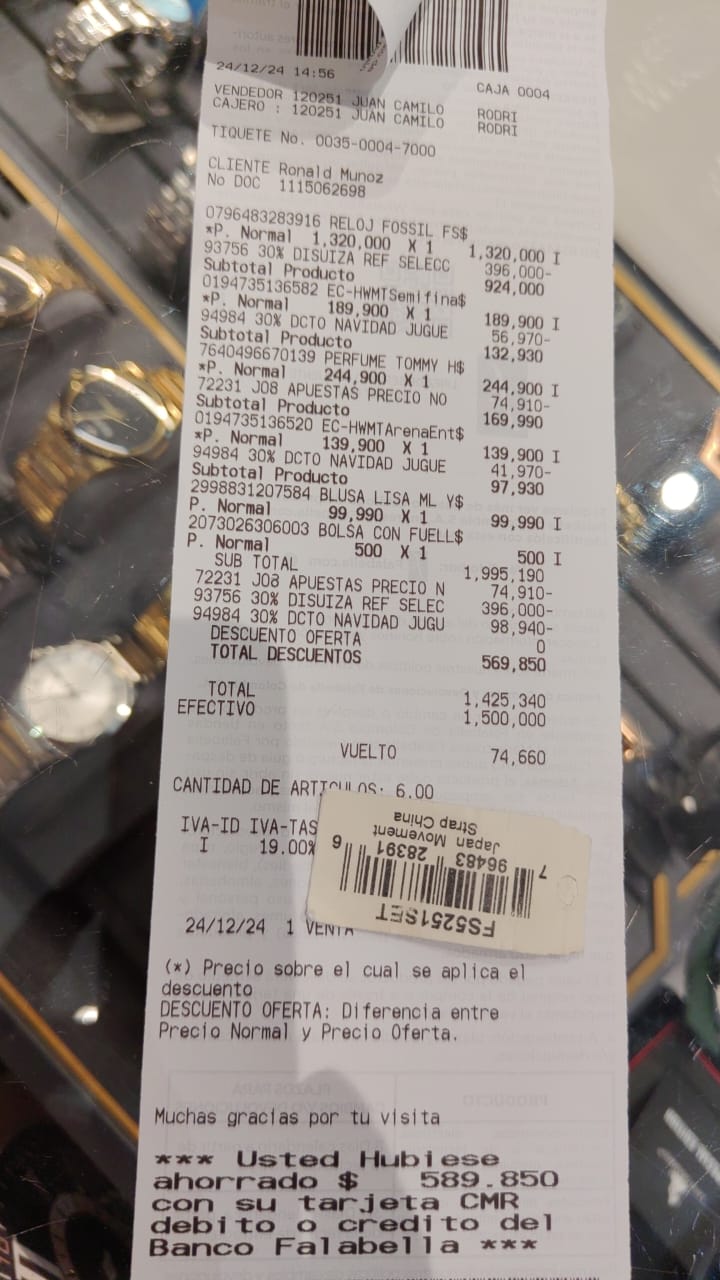 24/12/24 14:56 CAJA 0004
VENDEDOR 120251 JUAN CAMILO RODRI
CAJERO : 120251 JUAN CAMILO RODRI
TIQUETE No. 0035-0004-7000
CLIENTE Ronald Munoz
No DOC 1115062698
0796483283916 RELOJ FOSSIL FS$
*P. Normal 1,320,000 X 1 1,320,000 I
93756 30% DISUIZA REF SELECC 396,000-
Subtotal Producto 924,000
0194735136582 EC-HWMTSemifina$
*P. Normal 189,900 X 1 189,900 I
94984 30% DCTO NAVIDAD JUGUE 56,970-
Subtotal Producto 132,930
7640496670139 PERFUME TOMMY H$
*P. Normal 244,900 X 1 244,900 I
72231 J08 APUESTAS PRECIO NO 74,910-
Subtotal Producto 169,990
0194735136520 EC-HWMTArenaEnt$
*P. Normal 139,900 X 1 139,900 I
94984 30% DCTO NAVIDAD JUGUE 41,970-
Subtotal Producto 97,930
2998831207584 BLUSA LISA ML Y$
P. Normal 99,990 X 1 99,990 I
2073026306003 BOLSA CON FUELL$
P. Normal 500 X 1 500 I
SUB TOTAL 1,995,190
72231 J08 APUESTAS PRECIO N 74,910-
93756 30% DISUIZA REF SELEC 396,000-
94984 30% DCTO NAVIDAD JUGU 98,940-
DESCUENTO OFERTA 0
TOTAL DESCUENTOS 569,850
TOTAL 1,425,340
EFECTIVO 1,500,000
VUELTO 74,660
CANTIDAD DE ARTICULOS: 6.00
IVA-ID IVA-TAS
I 19.00%
FS5251SET
7 96483 28391 6
Japan Movement
Strap China
24/12/24 1 VENTA
(*) Precio sobre el cual se aplica el
descuento
DESCUENTO OFERTA: Diferencia entre
Precio Normal y Precio Oferta.
Muchas gracias por tu visita
*** Usted Hubiese
ahorrado $ 589.850
con su tarjeta CMR
debito o credito del
Banco Falabella ***